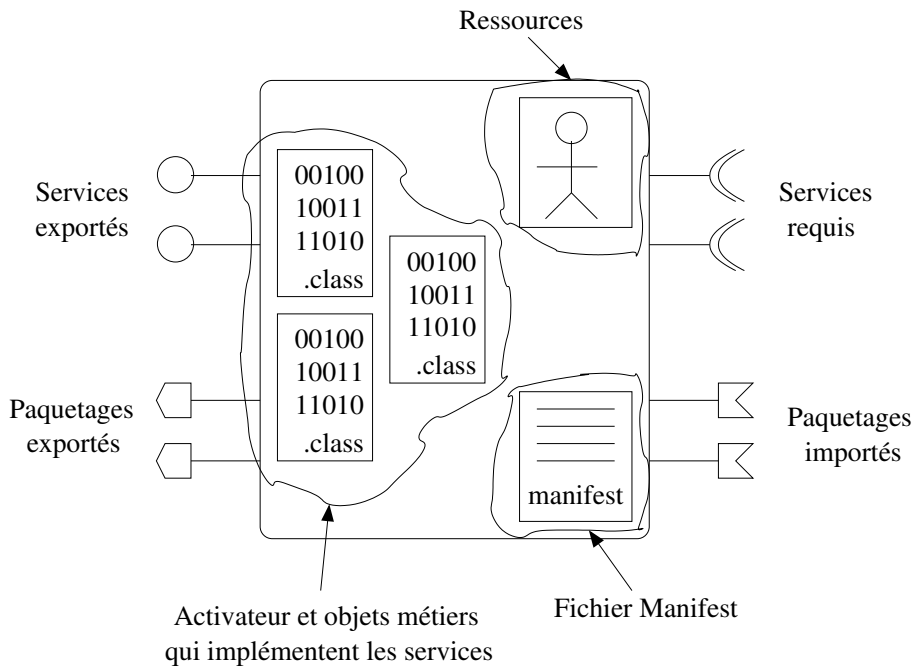 Ressources
Services
exportés
00100
10011
11010
.class
00100
10011
11010
.class
00100
10011
11010
.class
Services
requis
Paquetages
exportés
manifest
Paquetages
importés
Activateur et objets métiers
qui implémentent les services
Fichier Manifest